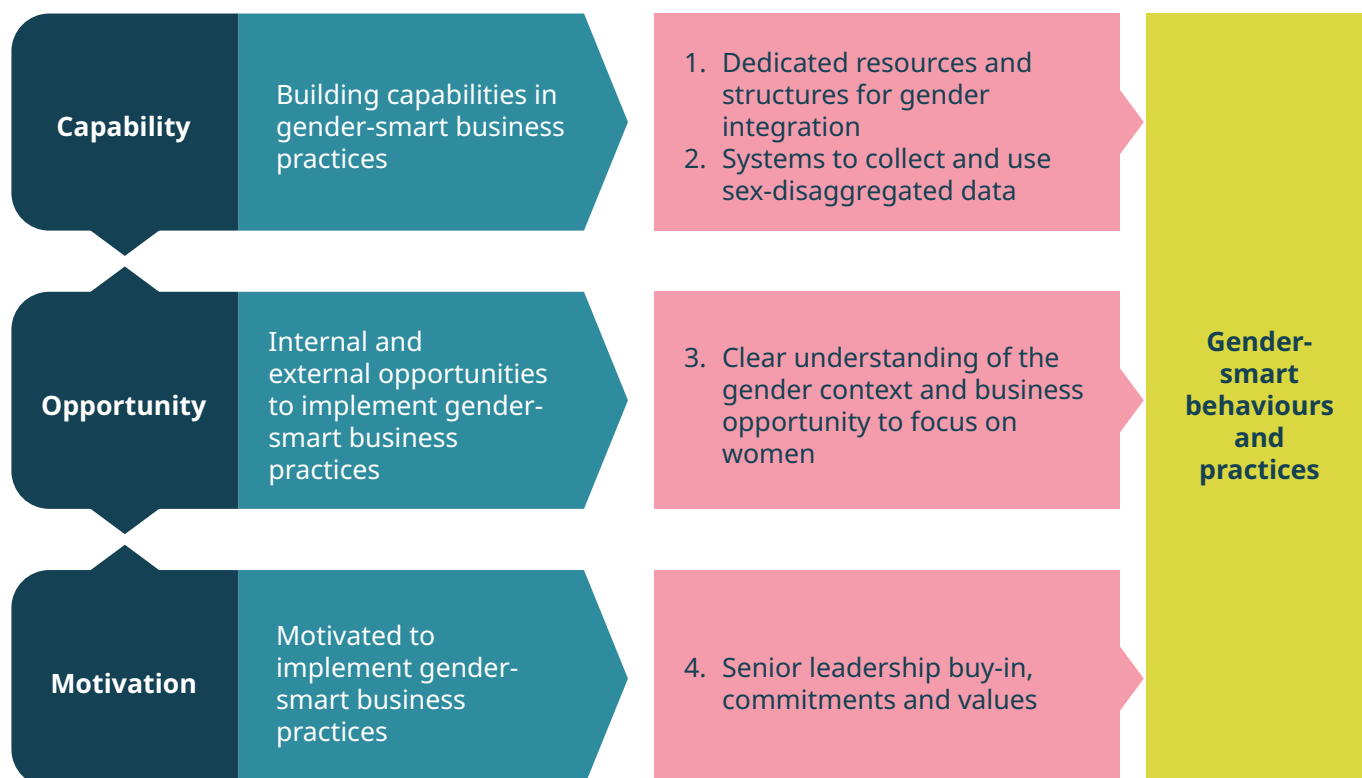 Capability
Building capabilities in
gender-smart business
practices
1. Dedicated resources and
structures for gender
integration
2. Systems to collect and use
sex-disaggregated data
Opportunity
Internal and
external opportunities
to implement gender-
smart business
practices
3. Clear understanding of the
gender context and business
opportunity to focus on
women
Motivation
Motivated to
implement gender-
smart business
practices
4. Senior leadership buy-in,
commitments and values
Gender-
smart
behaviours
and
practices